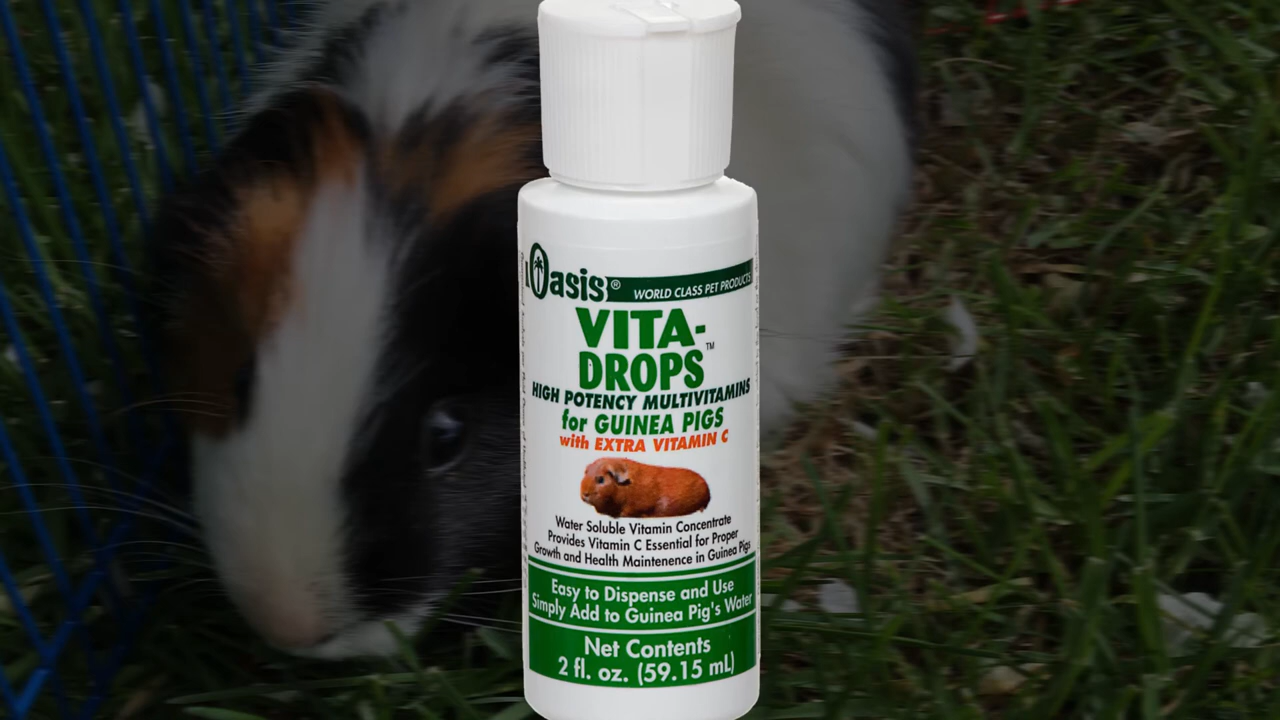 Oasis®
WORLD CLASS PET PRODUCTS
VITA-
DROPS™
HIGH POTENCY MULTIVITAMINS
for GUINEA PIGS
with EXTRA VITAMIN C
Water Soluble Vitamin Concentrate
Provides Vitamin C Essential for Proper
Growth and Health Maintenence in Guinea Pigs
Easy to Dispense and Use
Simply Add to Guinea Pig's Water
Net Contents
2 fl. oz. (59.15 mL)